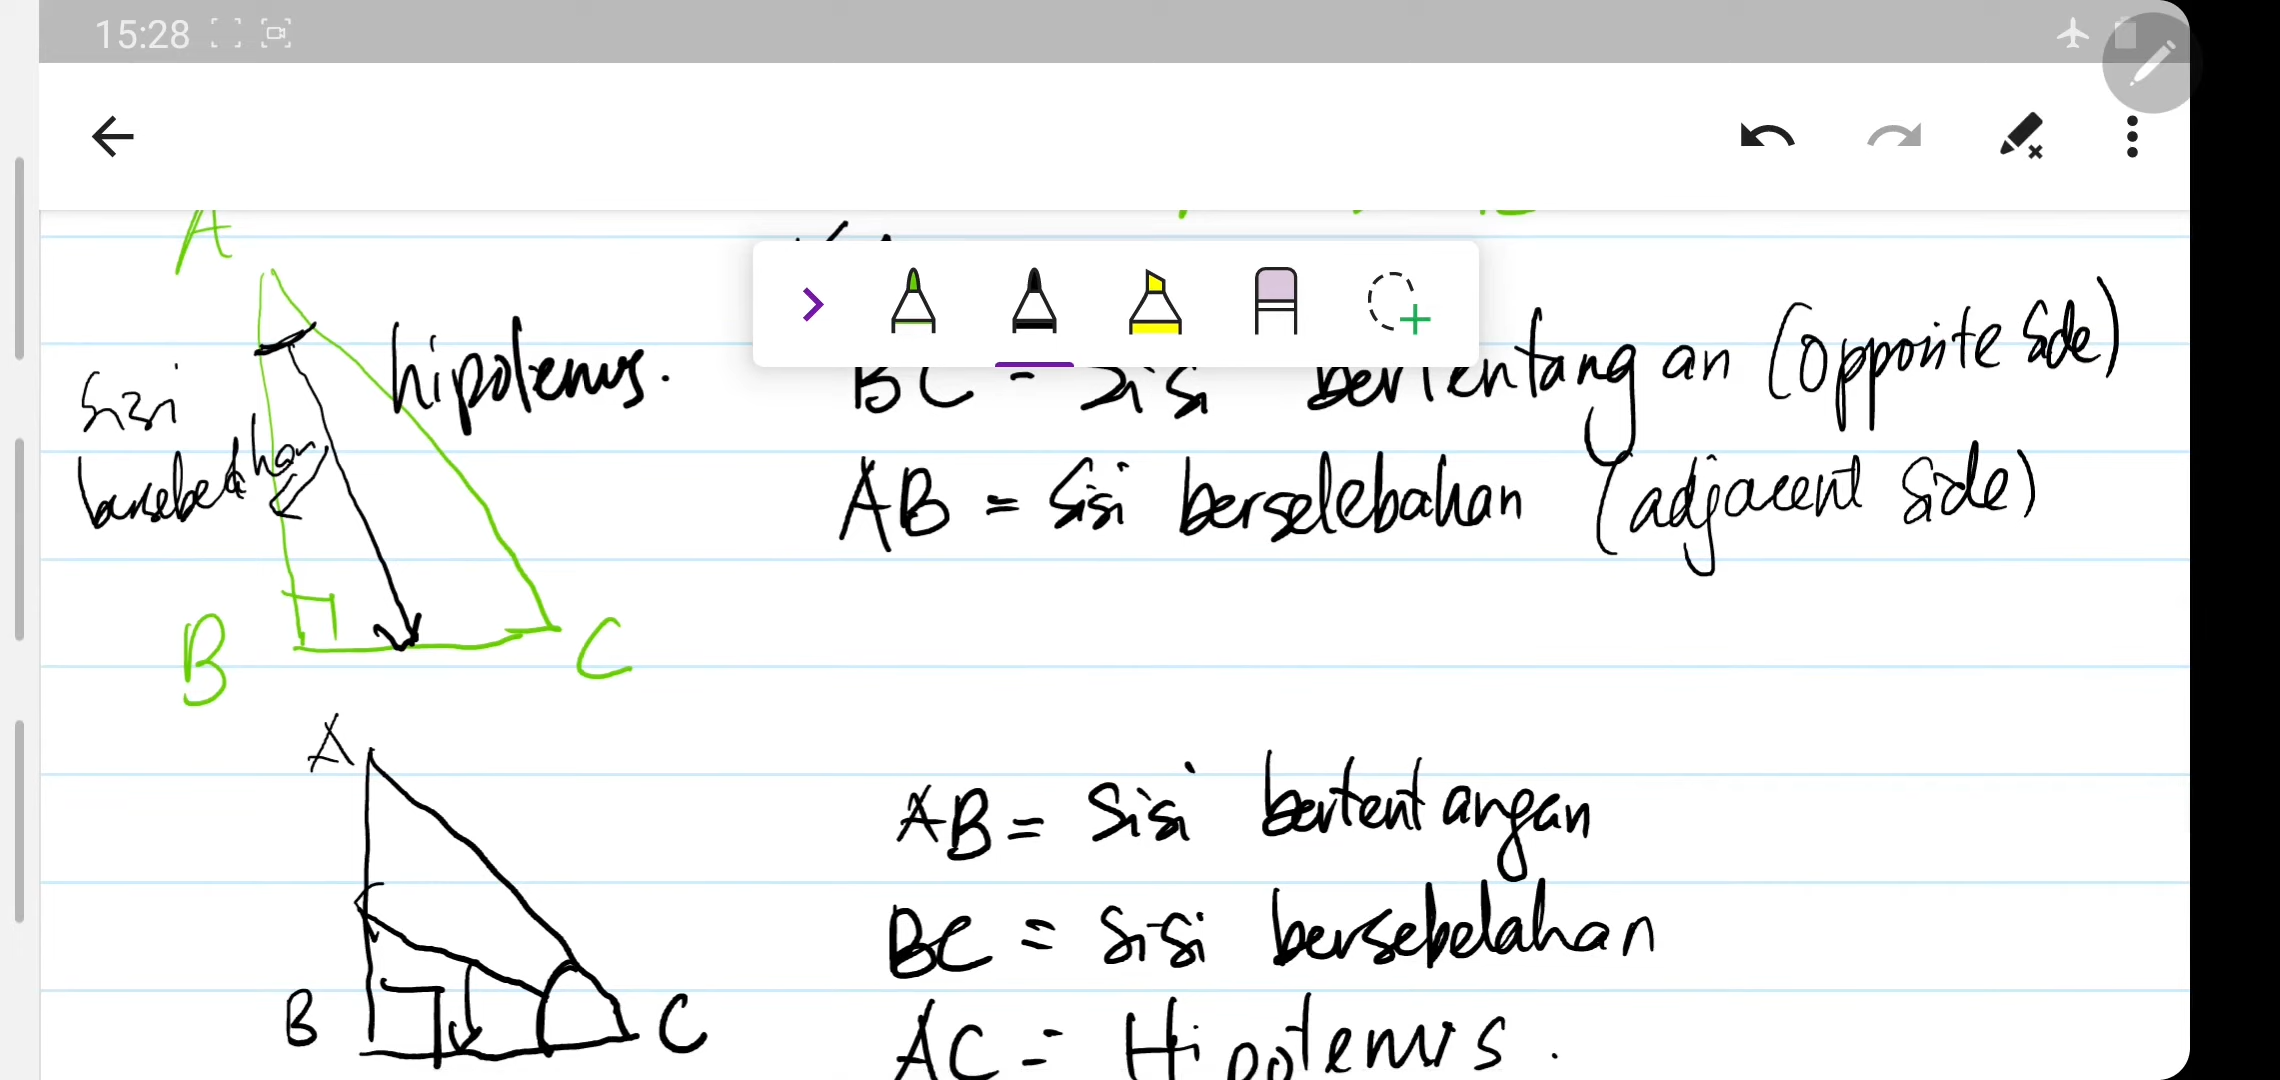 15:28
A
hipotenus.
Sisi
BC = Sisi bertentangan (Opposite Side)
AB = Sisi berselebahan (adjacent side)
B
C
A
AB = Sisi bertentangan
BC = Sisi bersebelahan
B
C
AC = Hipotenus.